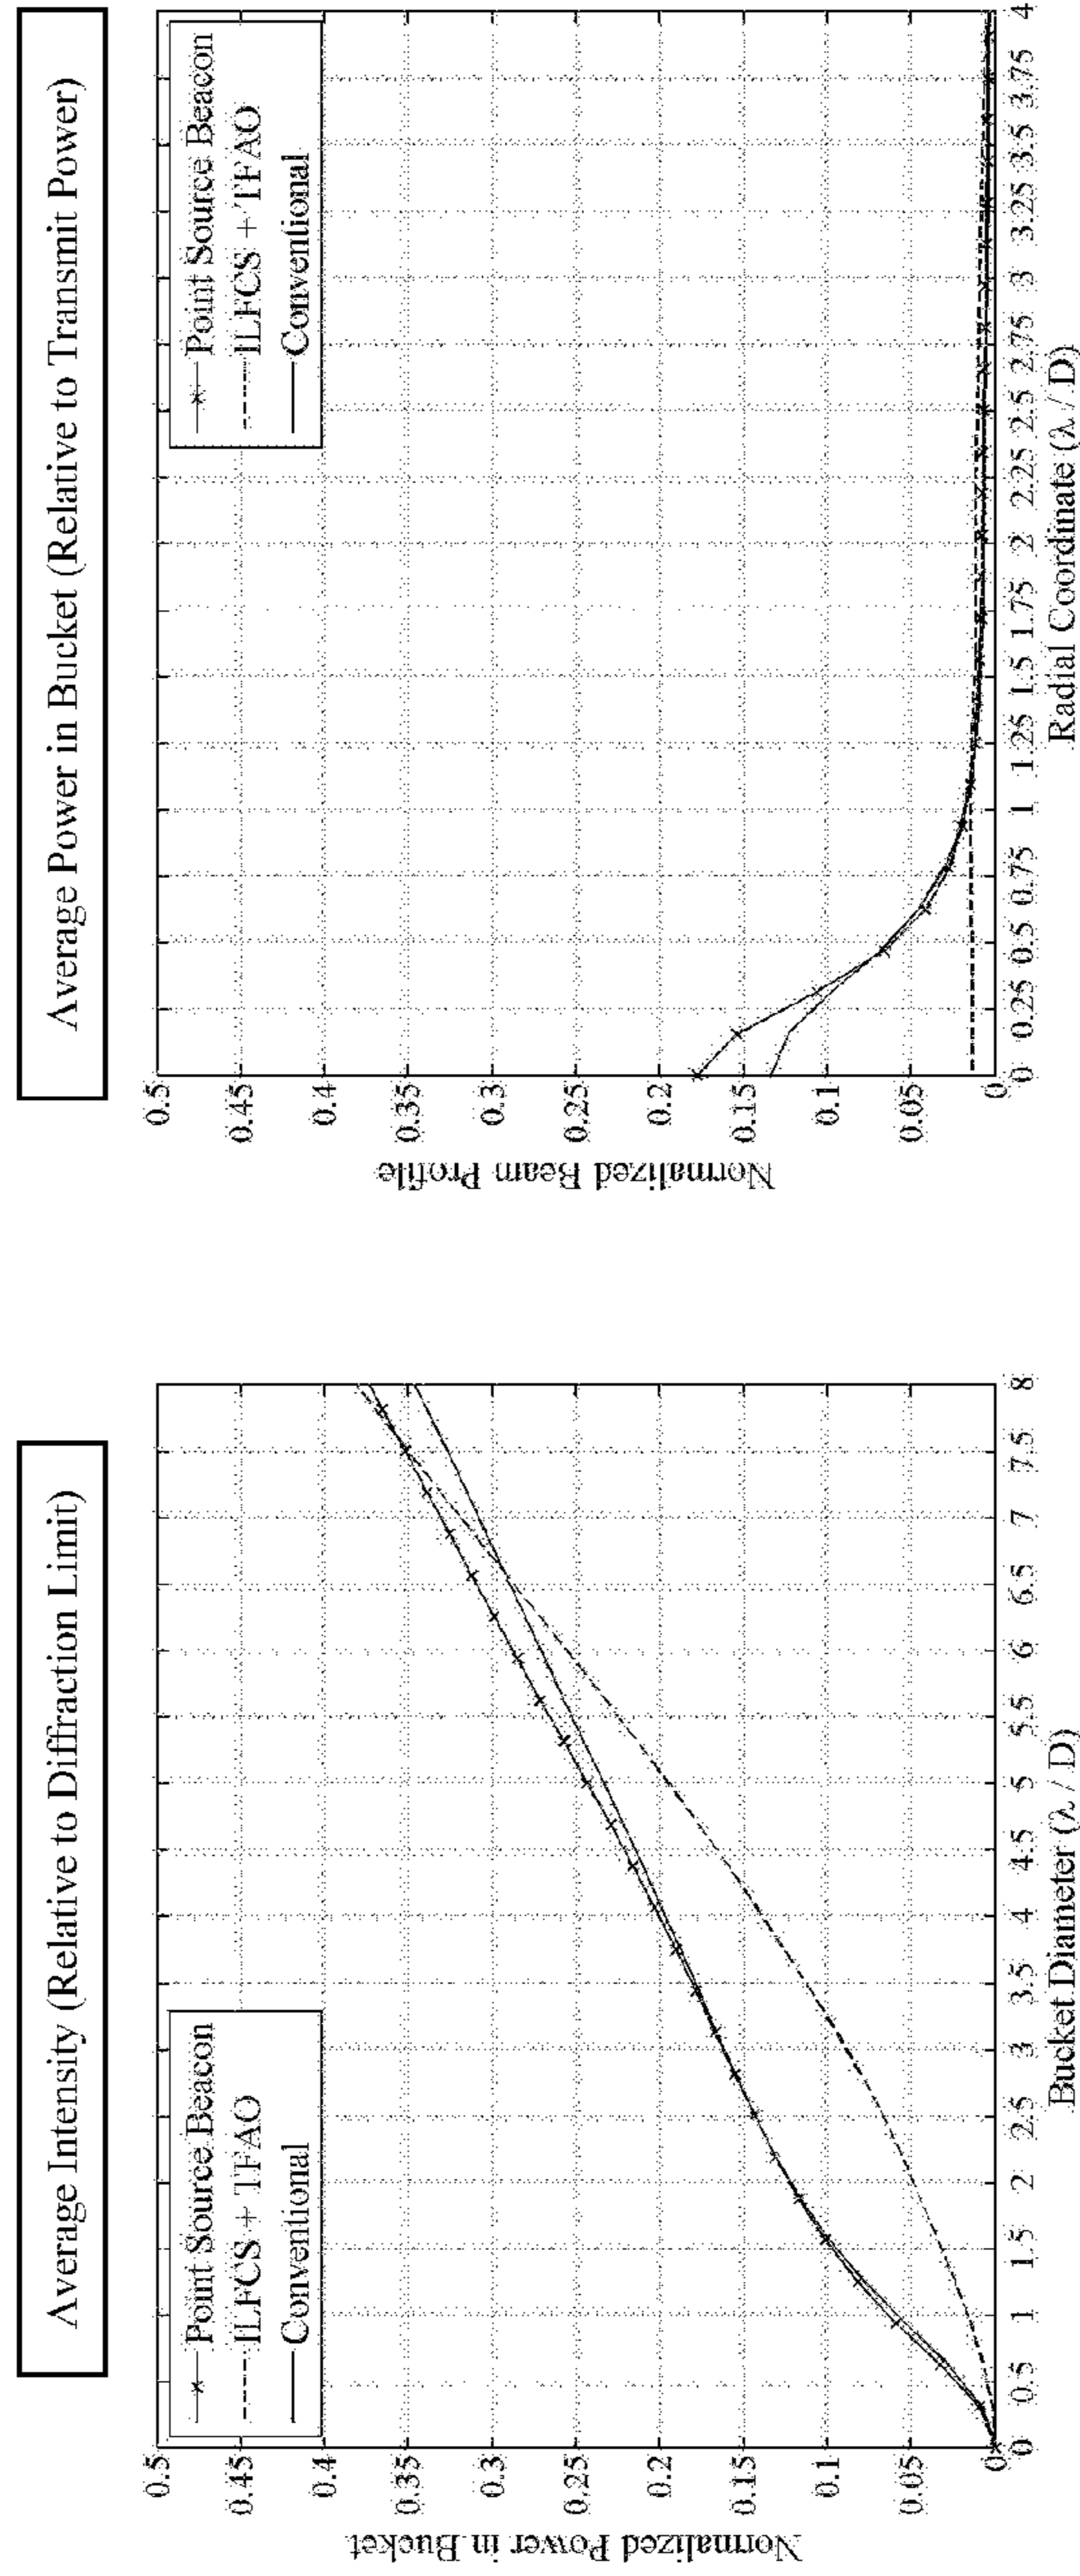 Average Intensity (Relative to Diffraction Limit)
Normalized Power in Bucket
0.5
0.45
0.4
0.35
0.3
0.25
0.2
0.15
0.1
0.05
0
Point Source Beacon
ILFCS + TFAO
Conventional
0 0.5 1 1.5 2 2.5 3 3.5 4 4.5 5 5.5 6 6.5 7 7.5 8
Bucket Diameter (λ / D)
Average Power in Bucket (Relative to Transmit Power)
Normalized Beam Profile
0.5
0.45
0.4
0.35
0.3
0.25
0.2
0.15
0.1
0.05
0
Point Source Beacon
ILFCS + TFAO
Conventional
0 0.25 0.5 0.75 1 1.25 1.5 1.75 2 2.25 2.5 2.75 3 3.25 3.5 3.75 4
Radial Coordinate (λ / D)